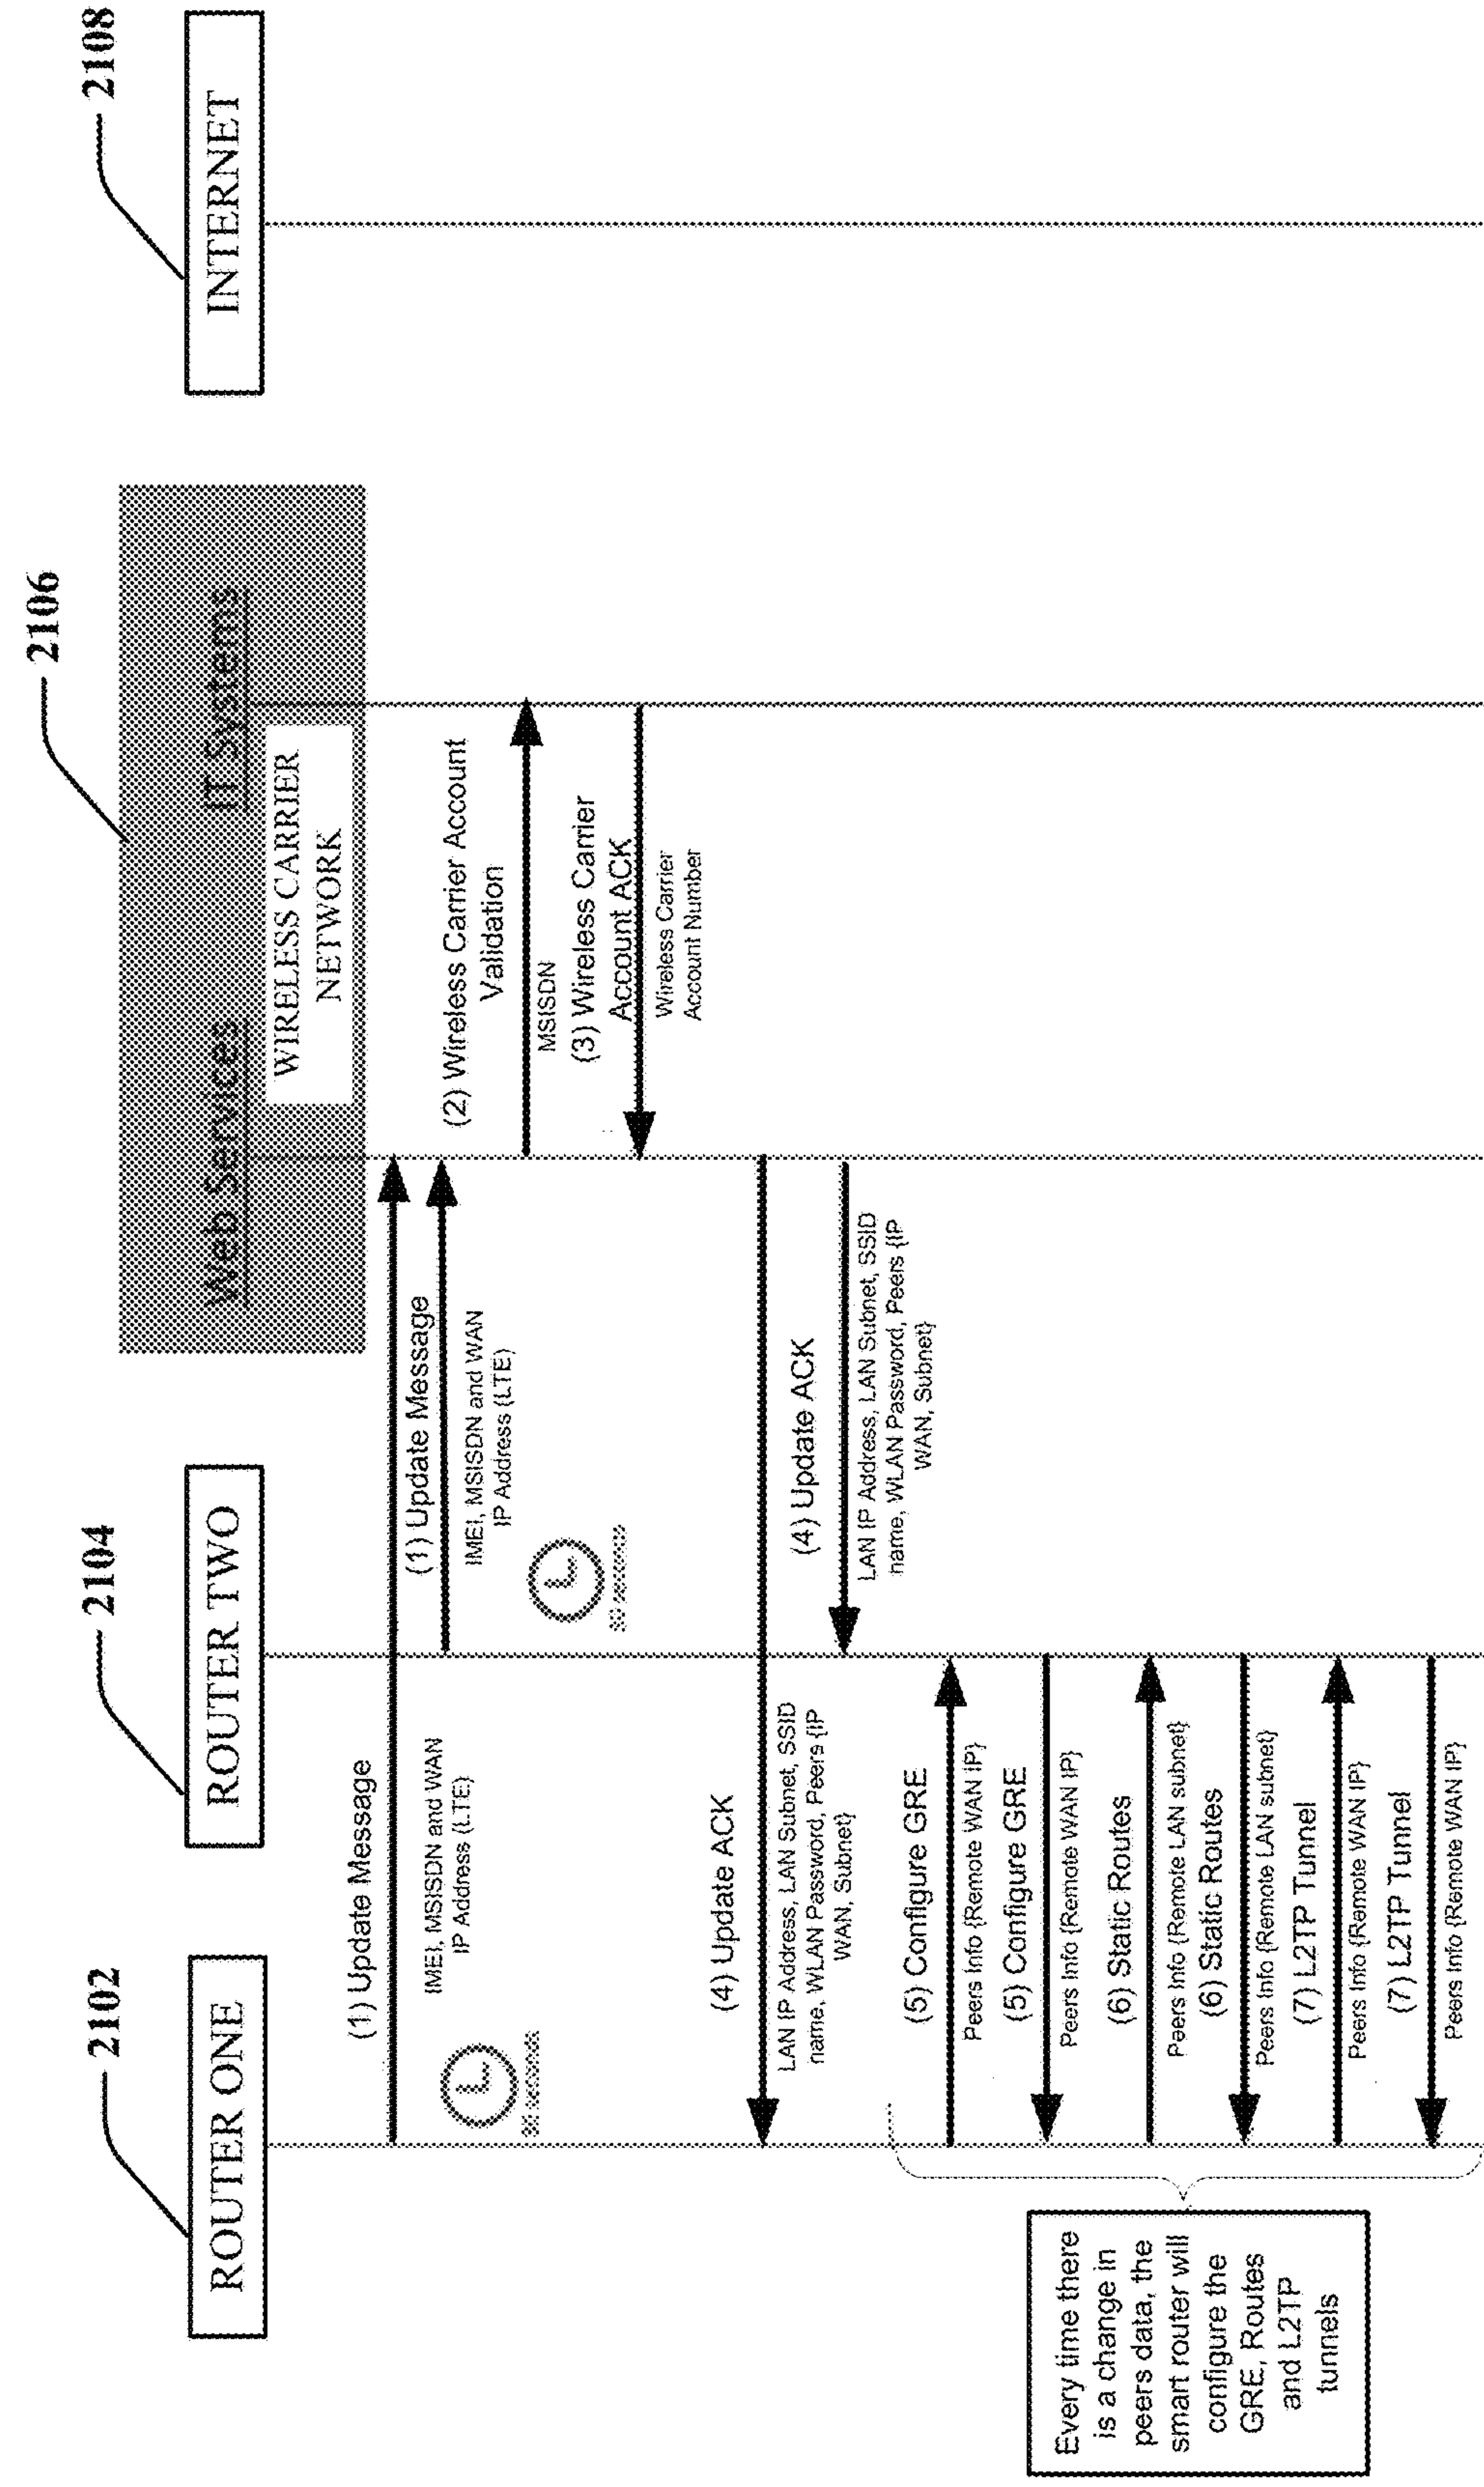 2102
ROUTER ONE
2104
ROUTER TWO
2106
Web Services
IT Systems
WIRELESS CARRIER
NETWORK
2108
INTERNET
(1) Update Message
IMEI, MSISDN and WAN
IP Address (LTE)
30 seconds
(1) Update Message
IMEI, MSISDN and WAN
IP Address (LTE)
30 seconds
(2) Wireless Carrier Account
Validation
MSISDN
(3) Wireless Carrier
Account ACK
Wireless Carrier
Account Number
(4) Update ACK
LAN IP Address, LAN Subnet, SSID
name, WLAN Password, Peers {IP
WAN, Subnet}
(4) Update ACK
LAN IP Address, LAN Subnet, SSID
name, WLAN Password, Peers {IP
WAN, Subnet}
(5) Configure GRE
Peers Info {Remote WAN IP}
(5) Configure GRE
Peers Info {Remote WAN IP}
(6) Static Routes
Peers Info {Remote LAN subnet}
(6) Static Routes
Peers Info {Remote LAN subnet}
(7) L2TP Tunnel
Peers Info {Remote WAN IP}
(7) L2TP Tunnel
Peers Info {Remote WAN IP}
Every time there
is a change in
peers data, the
smart router will
configure the
GRE, Routes
and L2TP
tunnels